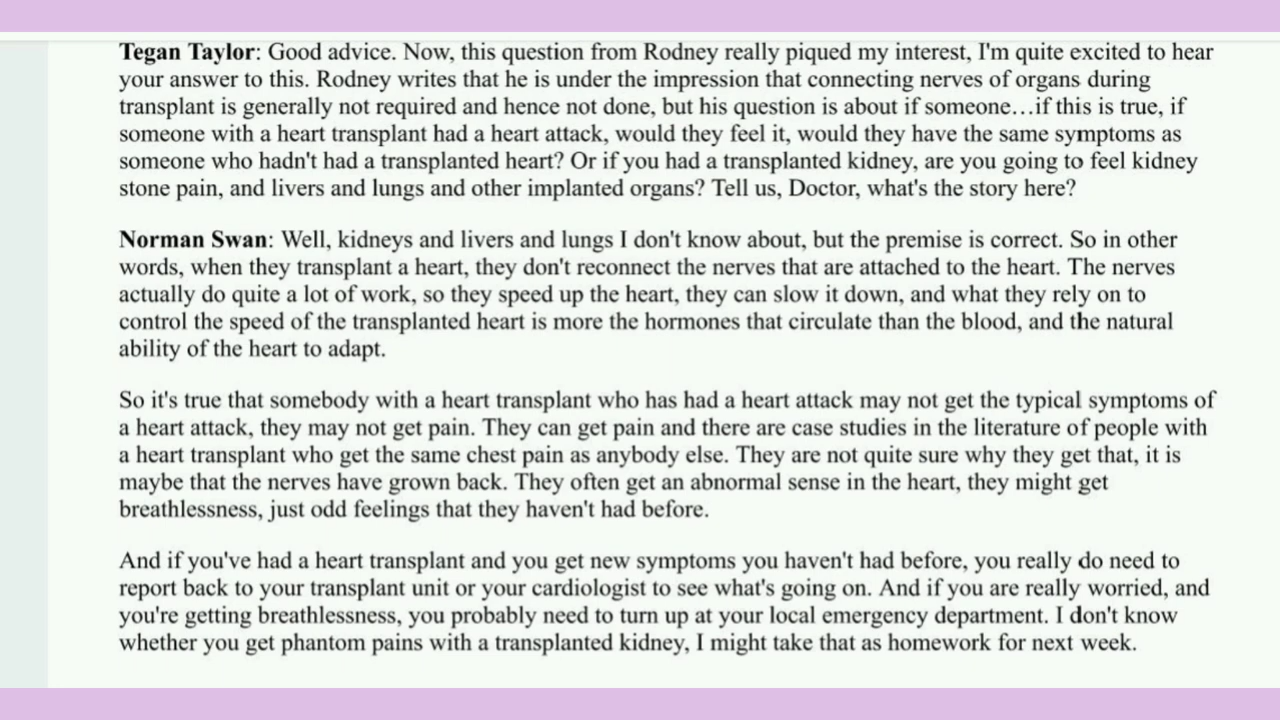 Tegan Taylor: Good advice. Now, this question from Rodney really piqued my interest, I'm quite excited to hear
your answer to this. Rodney writes that he is under the impression that connecting nerves of organs during
transplant is generally not required and hence not done, but his question is about if someone…if this is true, if
someone with a heart transplant had a heart attack, would they feel it, would they have the same symptoms as
someone who hadn't had a transplanted heart? Or if you had a transplanted kidney, are you going to feel kidney
stone pain, and livers and lungs and other implanted organs? Tell us, Doctor, what's the story here?
Norman Swan: Well, kidneys and livers and lungs I don't know about, but the premise is correct. So in other
words, when they transplant a heart, they don't reconnect the nerves that are attached to the heart. The nerves
actually do quite a lot of work, so they speed up the heart, they can slow it down, and what they rely on to
control the speed of the transplanted heart is more the hormones that circulate than the blood, and the natural
ability of the heart to adapt.
So it's true that somebody with a heart transplant who has had a heart attack may not get the typical symptoms of
a heart attack, they may not get pain. They can get pain and there are case studies in the literature of people with
a heart transplant who get the same chest pain as anybody else. They are not quite sure why they get that, it is
maybe that the nerves have grown back. They often get an abnormal sense in the heart, they might get
breathlessness, just odd feelings that they haven't had before.
And if you've had a heart transplant and you get new symptoms you haven't had before, you really do need to
report back to your transplant unit or your cardiologist to see what's going on. And if you are really worried, and
you're getting breathlessness, you probably need to turn up at your local emergency department. I don't know
whether you get phantom pains with a transplanted kidney, I might take that as homework for next week.